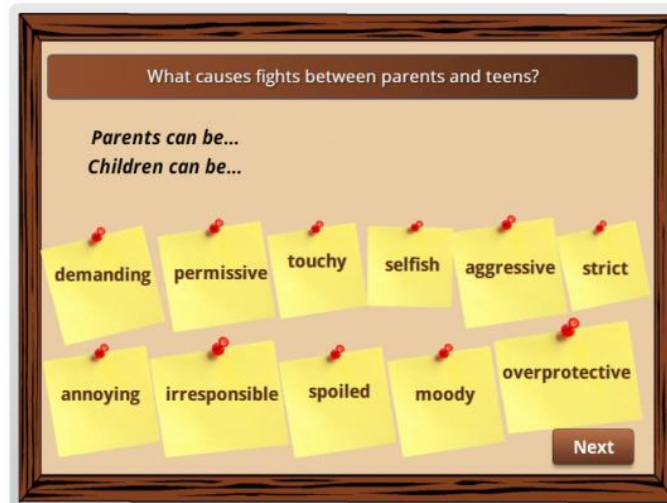 What causes fights between parents and teens?
Parents can be...
Children can be...
demanding permissive touchy selfish aggressive strict
annoying irresponsible spoiled moody overprotective
Next